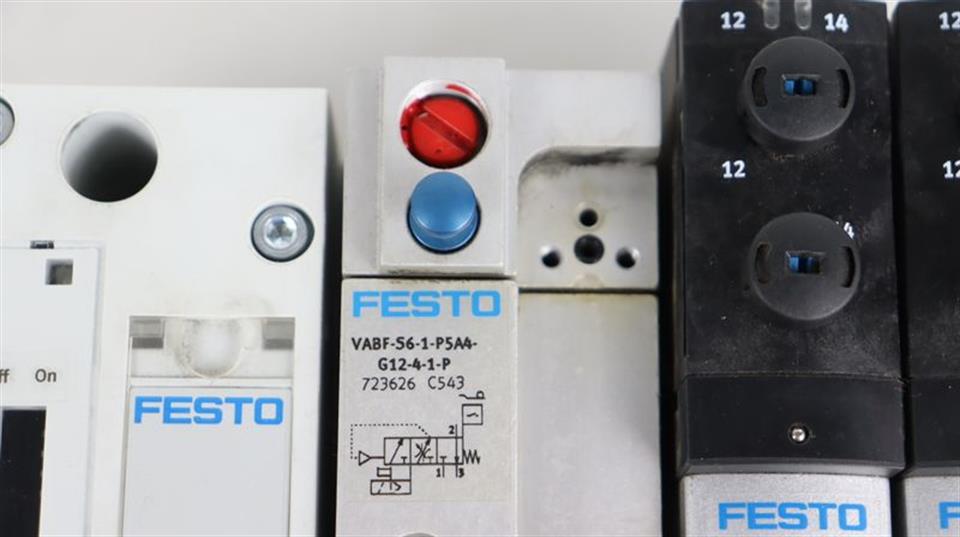 12 14
12
12
14
12
FESTO
VABF-S6-1-P5A4-
G12-4-1-P
723626 C543
2
1 3
On
FESTO
FESTO